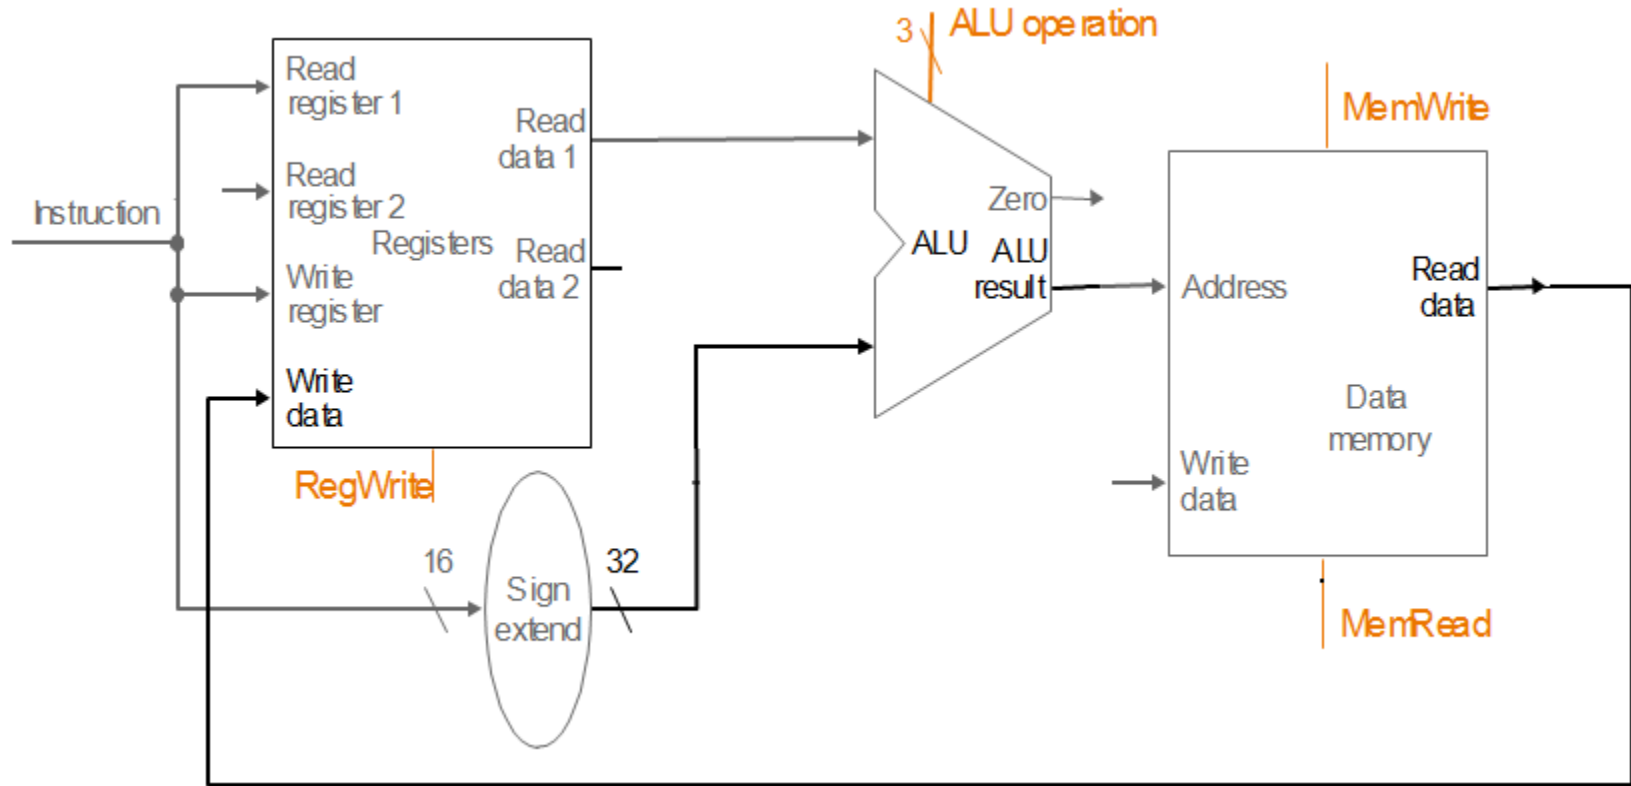 3
ALU operation
Read
register 1
Read
data 1
MemWrite
Read
register 2
Instruction
Registers
Zero
Read
data 2
ALU
ALU
result
Write
register
Address
Read
data
Write
data
Data
memory
Write
data
RegWrite
16
32
Sign
extend
MemRead